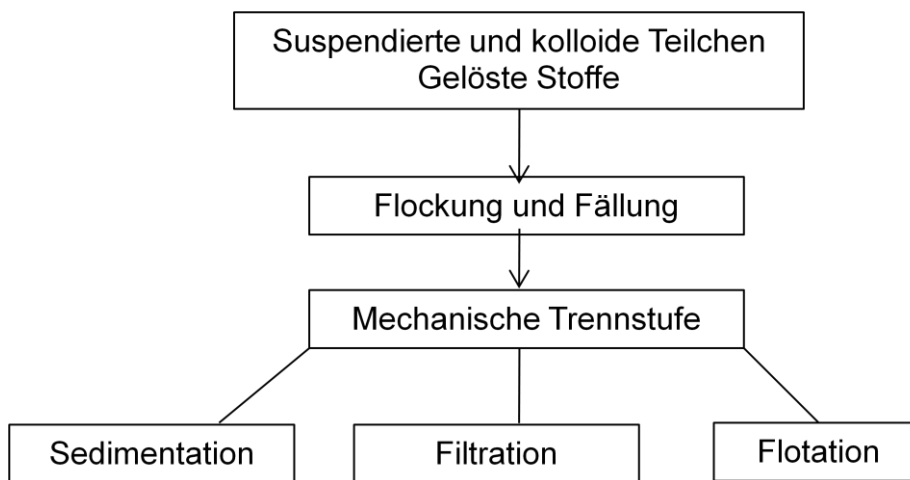 Suspendierte und kolloide Teilchen
Gelöste Stoffe
Flockung und Fällung
Mechanische Trennstufe
Sedimentation
Filtration
Flotation